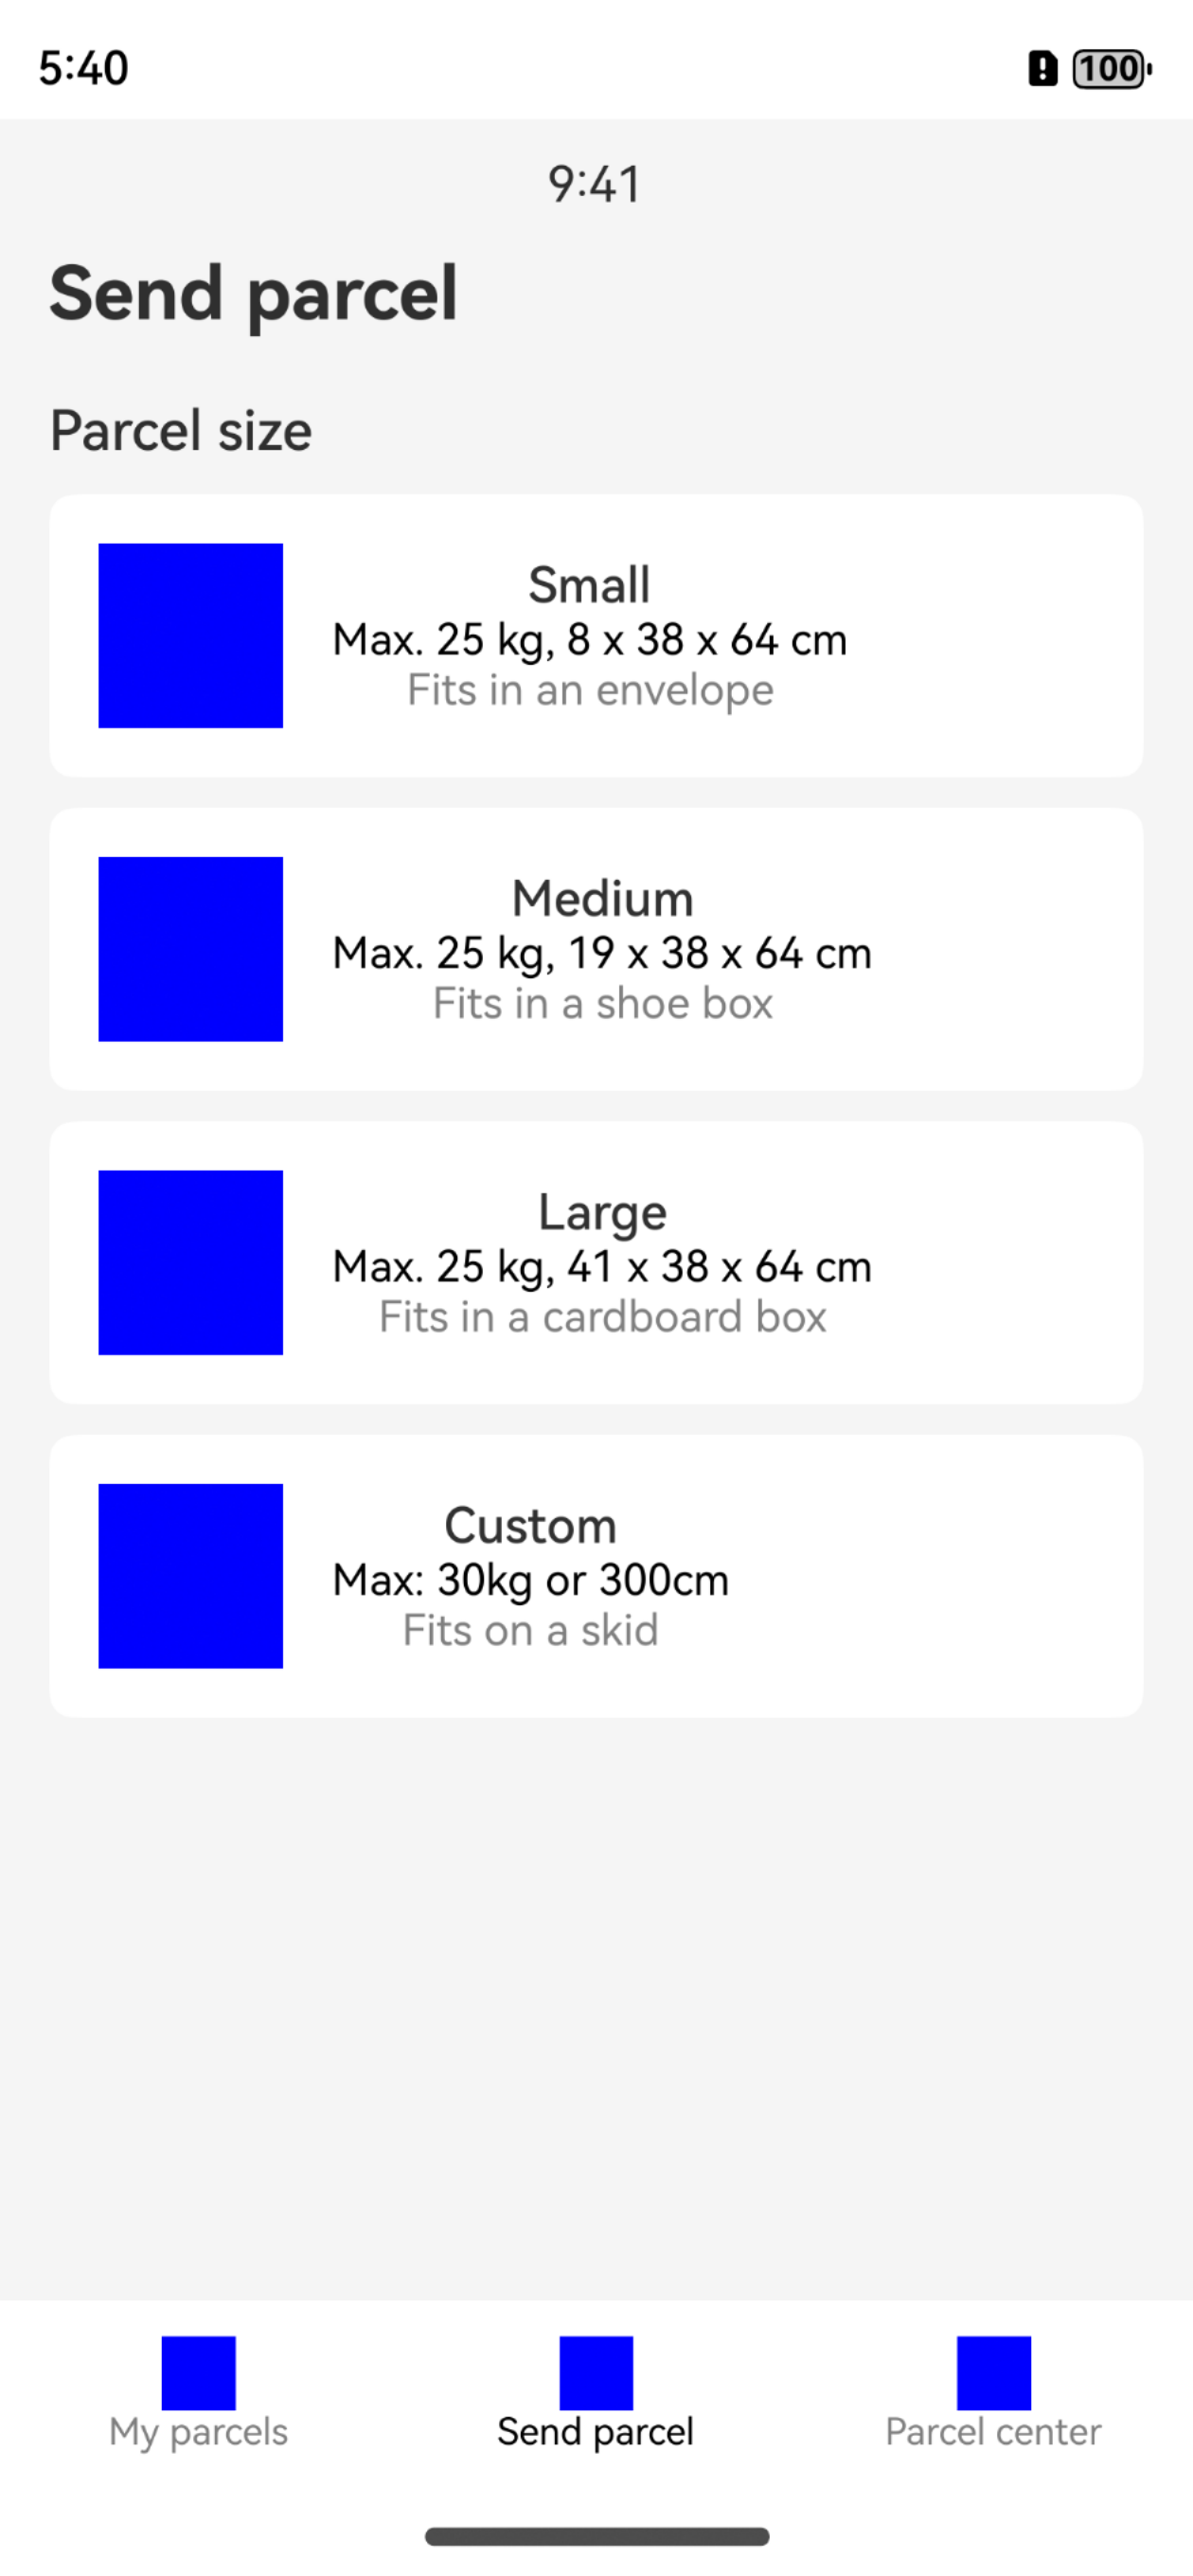 5:40
100
9:41
Send parcel
Parcel size
Small
Max. 25 kg, 8 x 38 x 64 cm
Fits in an envelope
Medium
Max. 25 kg, 19 x 38 x 64 cm
Fits in a shoe box
Large
Max. 25 kg, 41 x 38 x 64 cm
Fits in a cardboard box
Custom
Max: 30kg or 300cm
Fits on a skid
My parcels
Send parcel
Parcel center